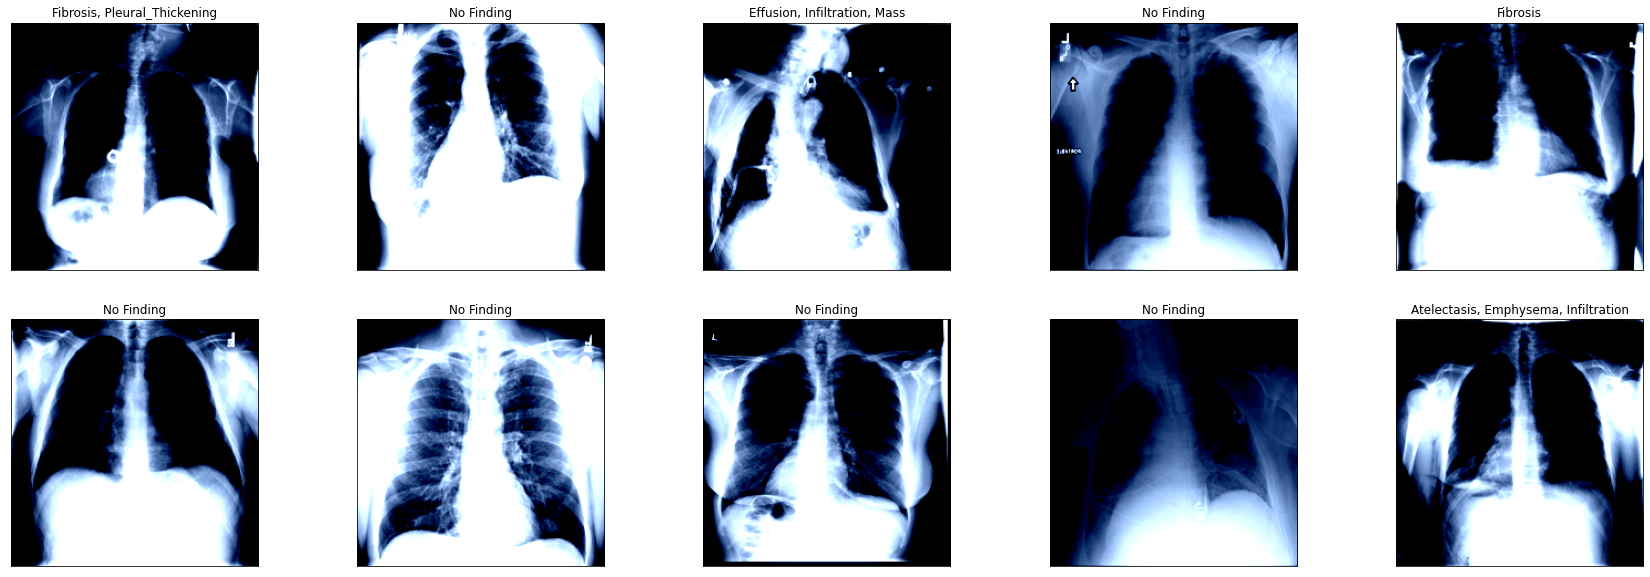 Fibrosis, Pleural_Thickening
No Finding
Effusion, Infiltration, Mass
No Finding
Fibrosis
No Finding
No Finding
No Finding
No Finding
Atelectasis, Emphysema, Infiltration